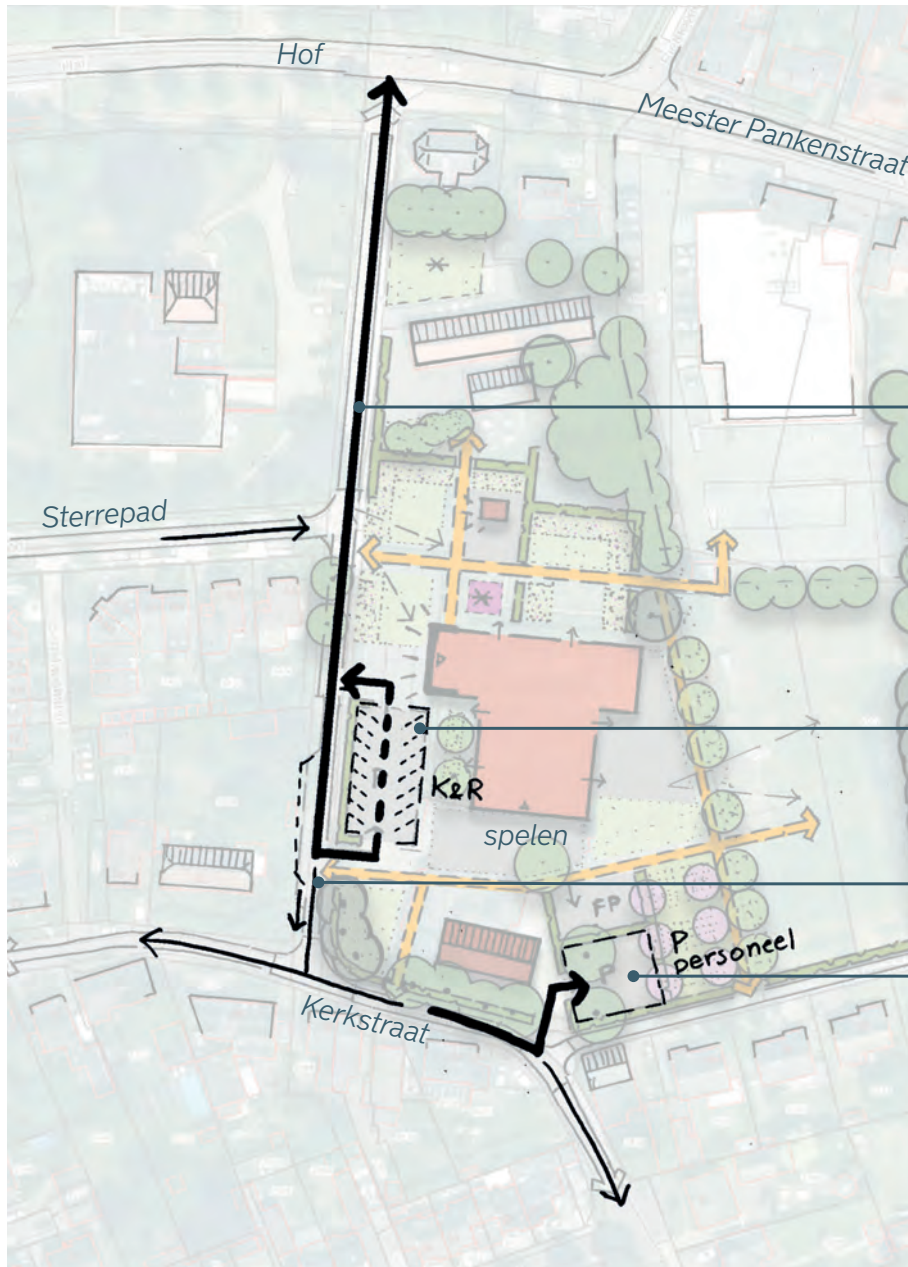 Hof
Meester Pankenstraat
Sterrepad
K&R
spelen
FP
P
personeel
Kerkstraat